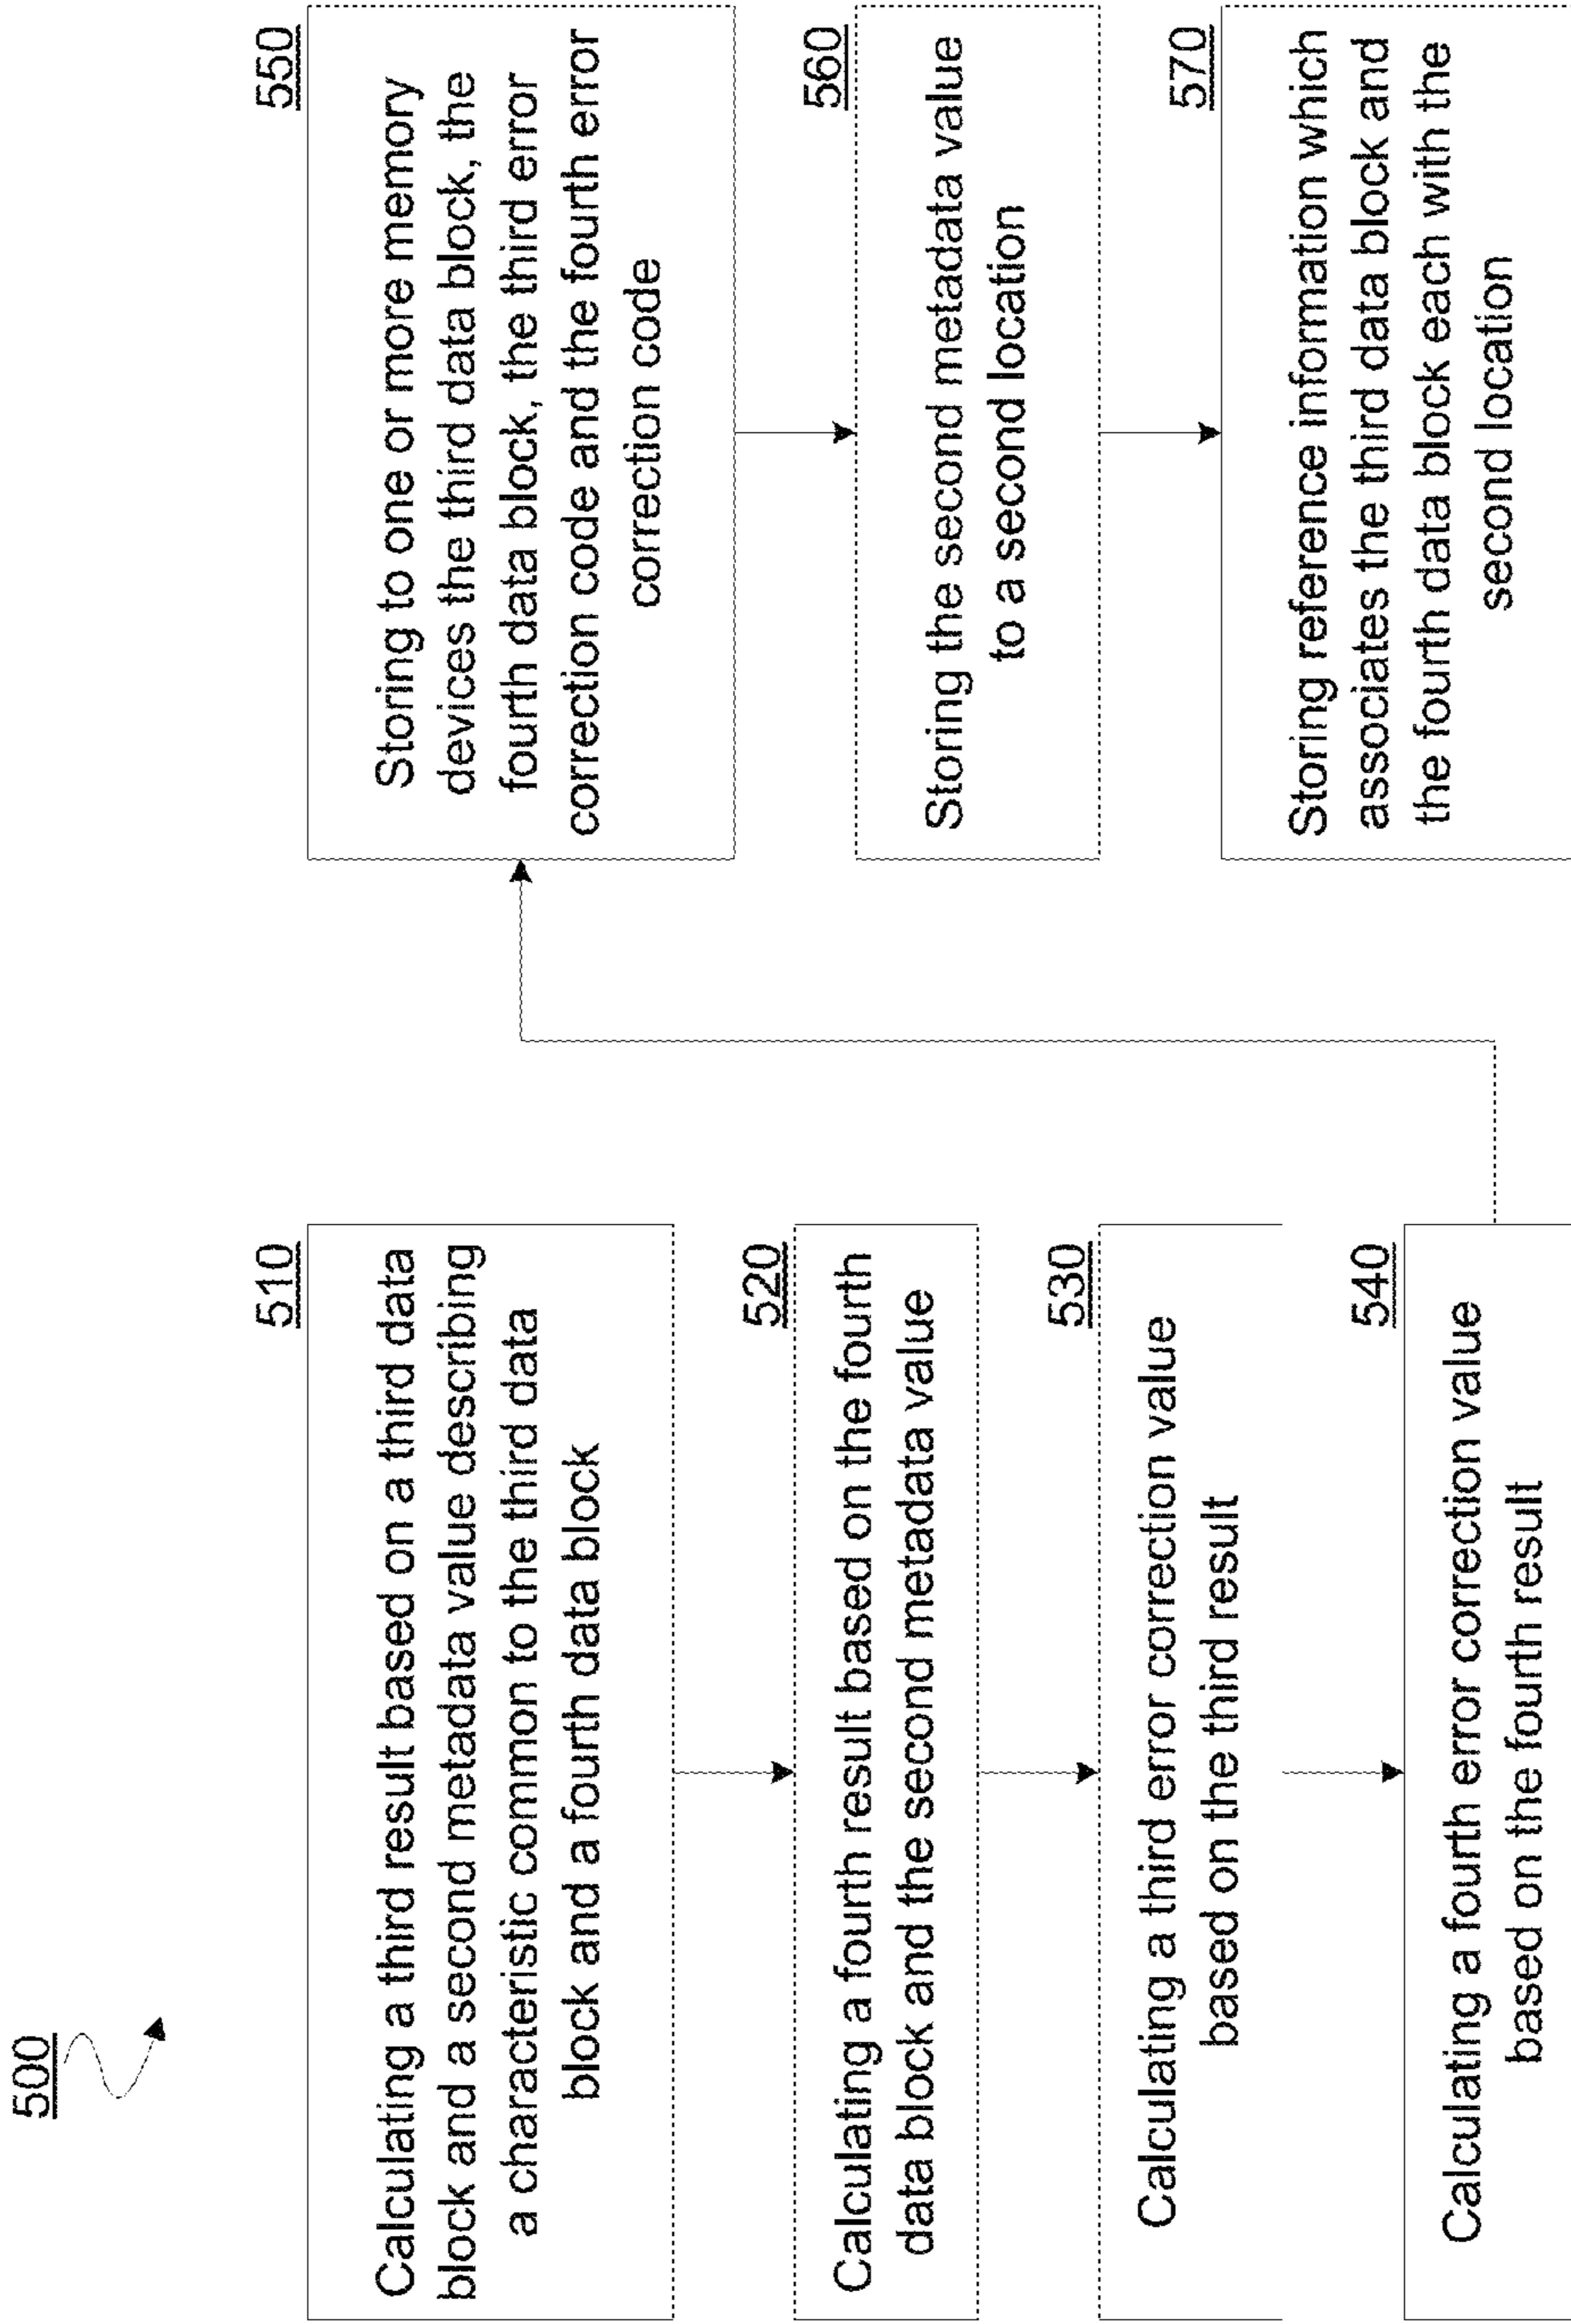 500
510
Calculating a third result based on a third data
block and a second metadata value describing
a characteristic common to the third data
block and a fourth data block
520
Calculating a fourth result based on the fourth
data block and the second metadata value
530
Calculating a third error correction value
based on the third result
540
Calculating a fourth error correction value
based on the fourth result
550
Storing to one or more memory
devices the third data block, the
fourth data block, the third error
correction code and the fourth error
correction code
560
Storing the second metadata value
to a second location
570
Storing reference information which
associates the third data block and
the fourth data block each with the
second location